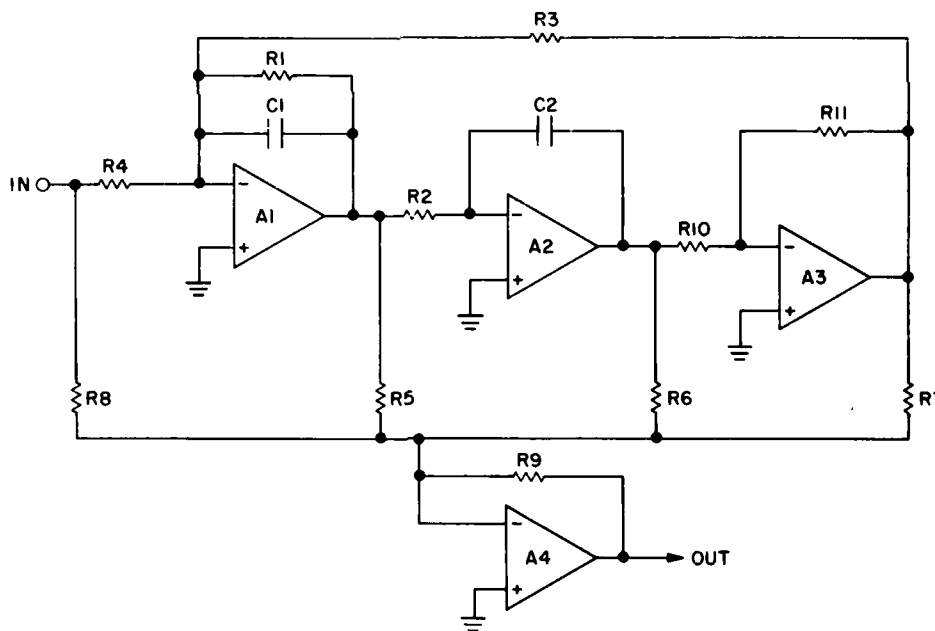 R3
R1
C1
C2
R11
IN
R4
A1
R2
A2
R10
A3
R8
R5
R6
R
R9
A4
OUT
-
+
-
+
-
+
-
+